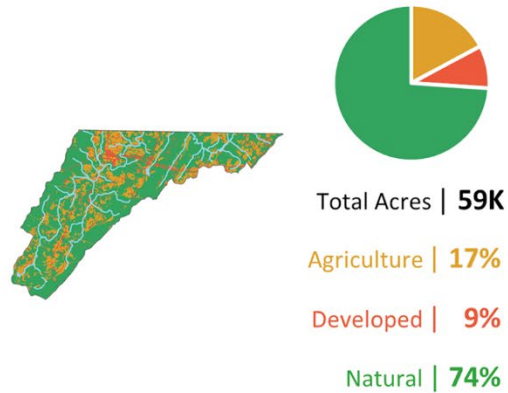 Total Acres | 59K
Agriculture | 17%
Developed | 9%
Natural | 74%